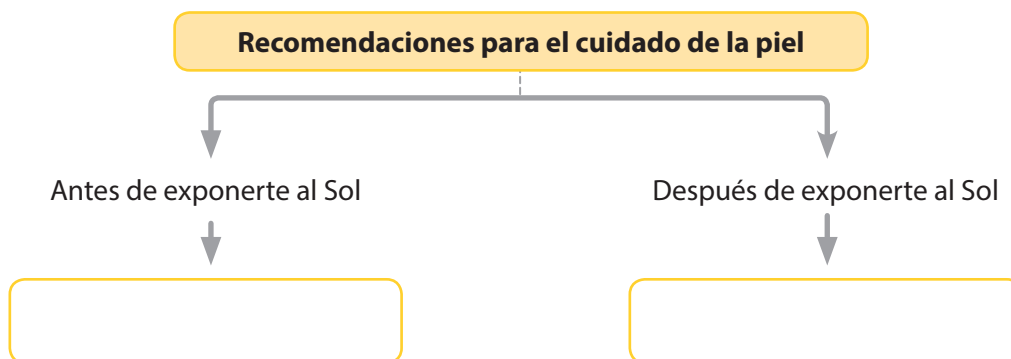 Recomendaciones para el cuidado de la piel
Antes de exponerte al Sol
Después de exponerte al Sol